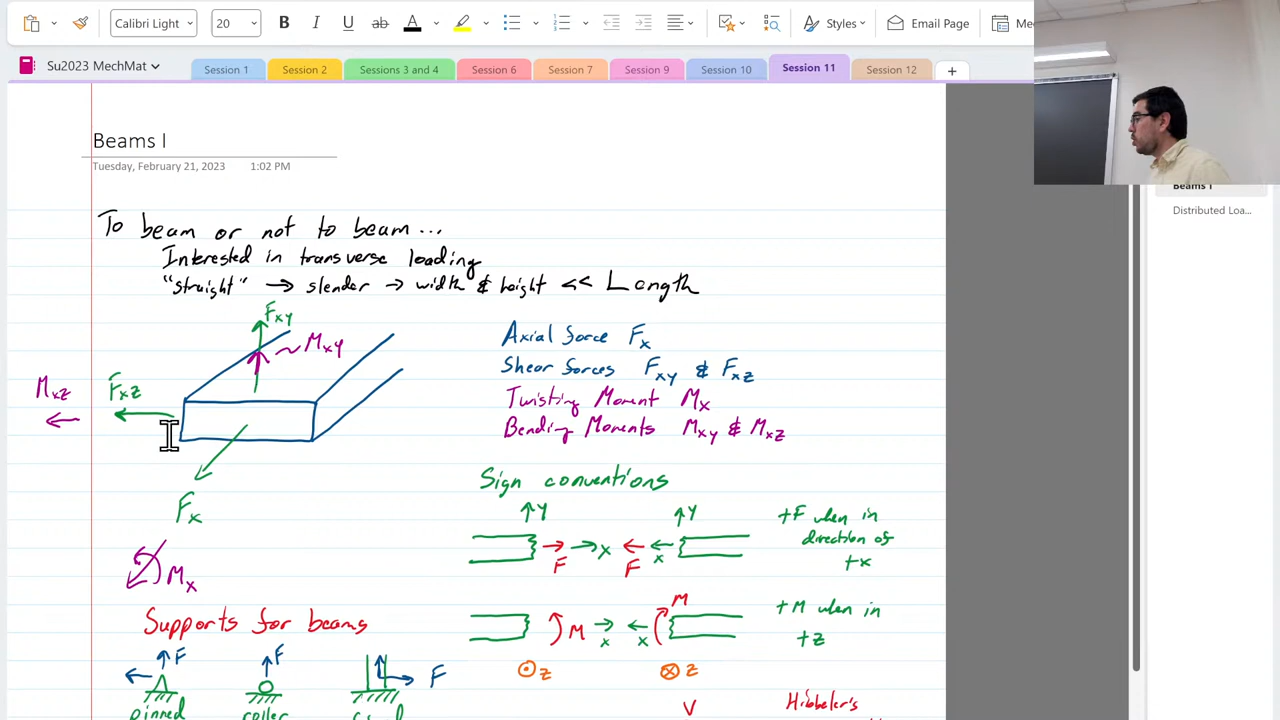 Calibri Light
20
B I U ab A
Styles
Email Page
Su2023 MechMat
Session 1
Session 2
Sessions 3 and 4
Session 6
Session 7
Session 9
Session 10
Session 11
Session 12
Beams I
Distributed Loa...
Beams I
Tuesday, February 21, 2023 1:02 PM
To beam or not to beam...
Interested in transverse loading
"straight" → slender → width & height << Length
Fxy
Mxy
Mxz
Fxz
Fx
Mx
Axial force Fx
Shear forces Fxy & Fxz
Twisting Moment Mx
Bending Moments Mxy & Mxz
Sign conventions
Y Y
F x F x
+F when in
direction of
+x
M x x M
+M when in
+z
z z
V
Hibbeler's
Supports for beams
F F F
pinned
roller